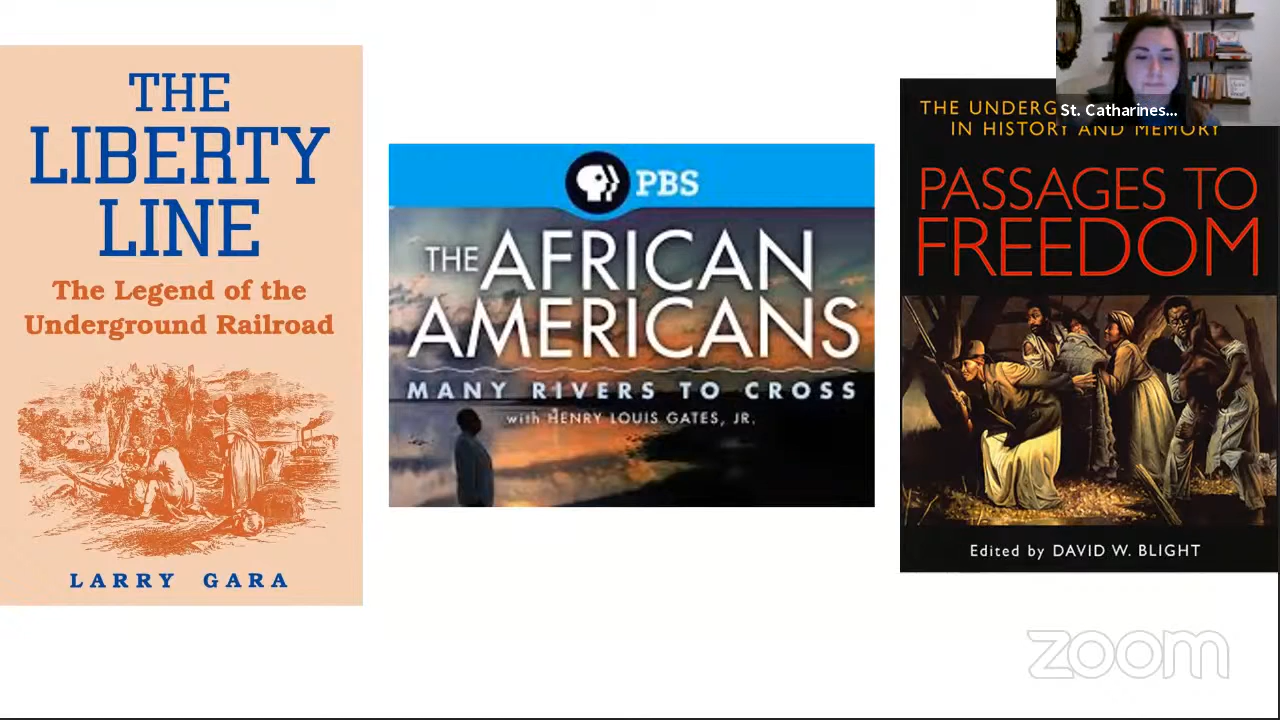 THE
LIBERTY
LINE
The Legend of the
Underground Railroad
LARRY GARA
PBS
THE AFRICAN
AMERICANS
MANY RIVERS TO CROSS
with HENRY LOUIS GATES, JR.
St. Catharines...
THE UNDERG
IN HISTORY AND MEMORY
PASSAGES TO
FREEDOM
Edited by DAVID W. BLIGHT
zoom